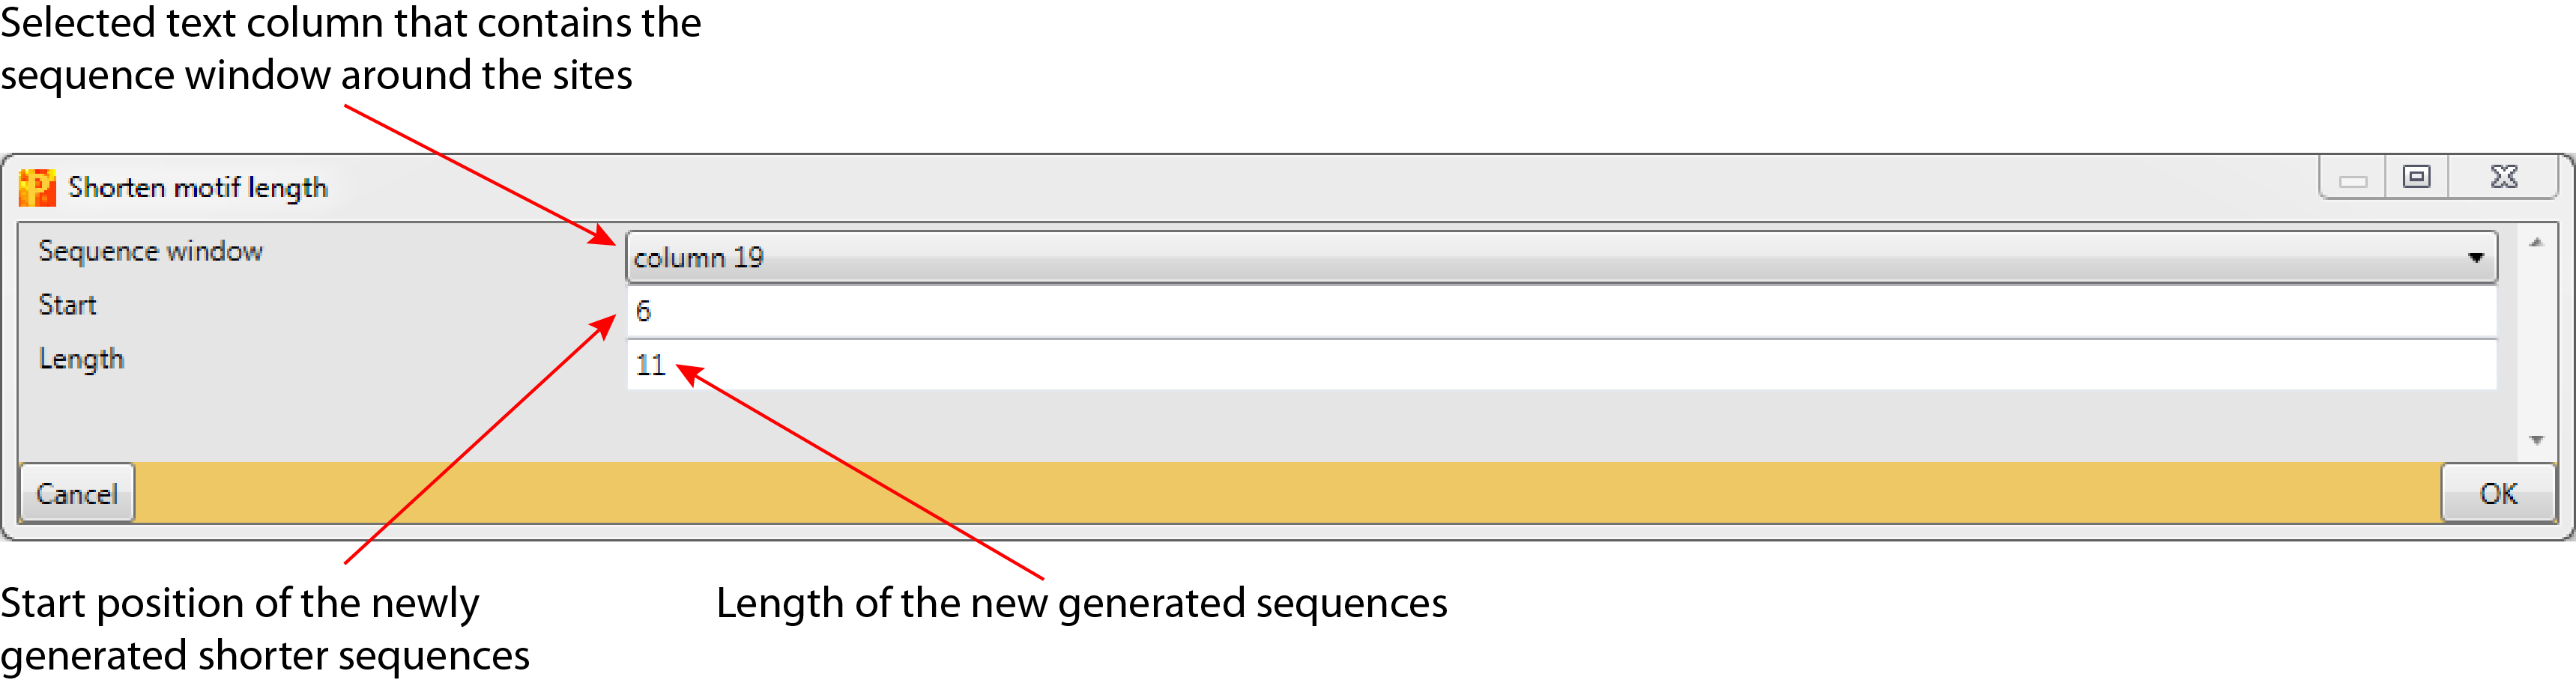 Selected text column that contains the
sequence window around the sites
Shorten motif length
Sequence window
column 19
Start
6
Length
11
Cancel
OK
Start position of the newly
generated shorter sequences
Length of the new generated sequences